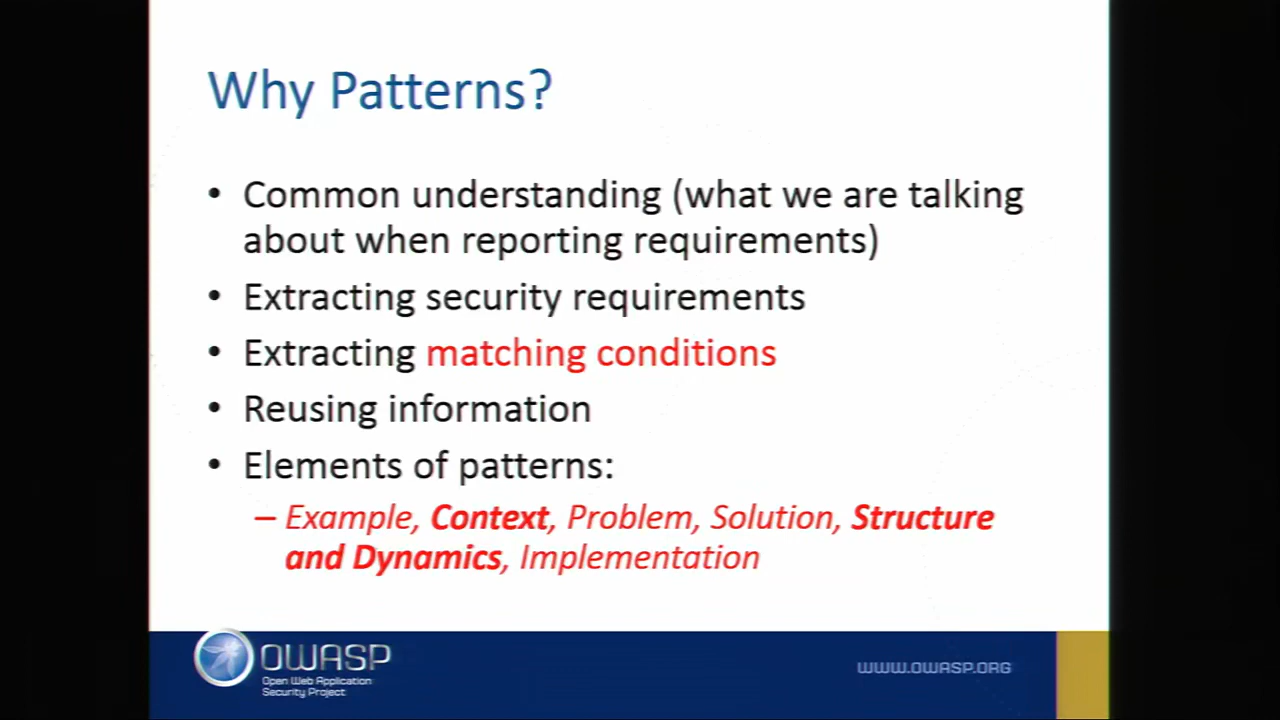 Why Patterns?
• Common understanding (what we are talking
about when reporting requirements)
• Extracting security requirements
• Extracting matching conditions
• Reusing information
• Elements of patterns:
– Example, Context, Problem, Solution, Structure
and Dynamics, Implementation
OWASP
Open Web Application
Security Project
WWW.OWASP.ORG